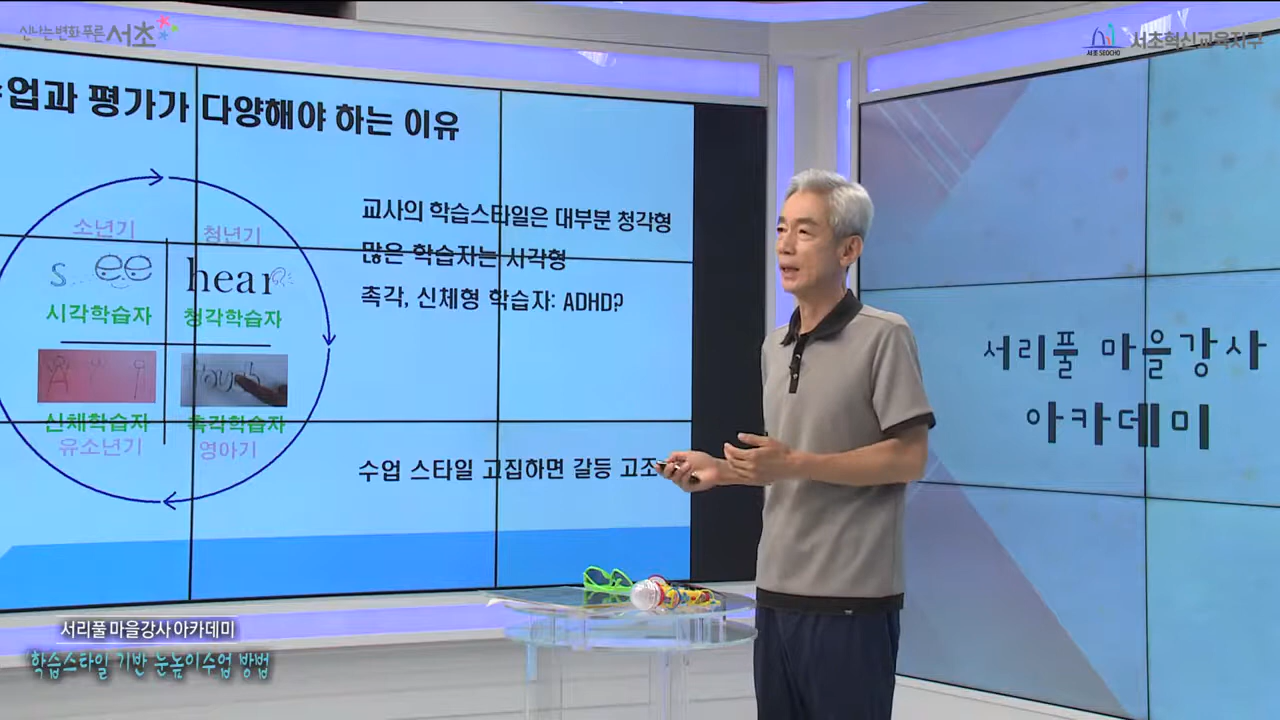 신나는 변화 푸른 서초
서초 SEOCHO
서초혁신교육지구
수업과 평가가 다양해야 하는 이유
소년기
청년기
s ee
hear
시각학습자
청각학습자
신체학습자
촉각학습자
유소년기
영아기
교사의 학습스타일은 대부분 청각형
많은 학습자는 시각형
촉각, 신체형 학습자: ADHD?
수업 스타일 고집하면 갈등 고조
서리풀 마을강사
아카데미
서리풀 마을강사 아카데미
학습스타일 기반 눈높이수업 방법